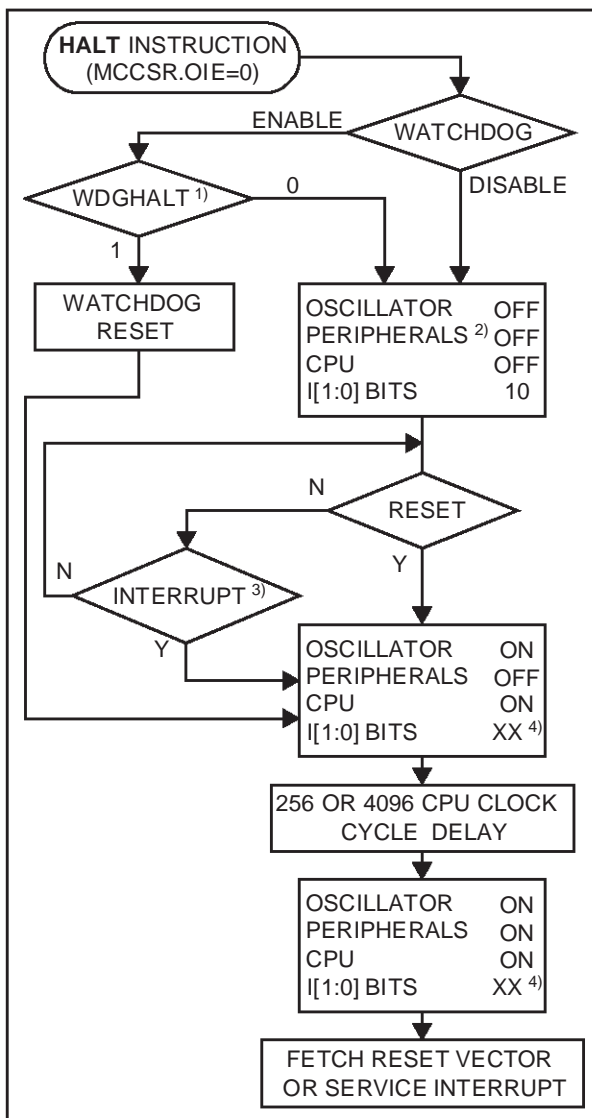 HALT INSTRUCTION
(MCCSR.OIE=0)
ENABLE
WATCHDOG
WDGHALT 1)
0
DISABLE
1
WATCHDOG
RESET
OSCILLATOR OFF
PERIPHERALS 2) OFF
CPU OFF
I[1:0] BITS 10
N
RESET
Y
N
INTERRUPT 3)
Y
OSCILLATOR ON
PERIPHERALS OFF
CPU ON
I[1:0] BITS XX 4)
256 OR 4096 CPU CLOCK
CYCLE DELAY
OSCILLATOR ON
PERIPHERALS ON
CPU ON
I[1:0] BITS XX 4)
FETCH RESET VECTOR
OR SERVICE INTERRUPT